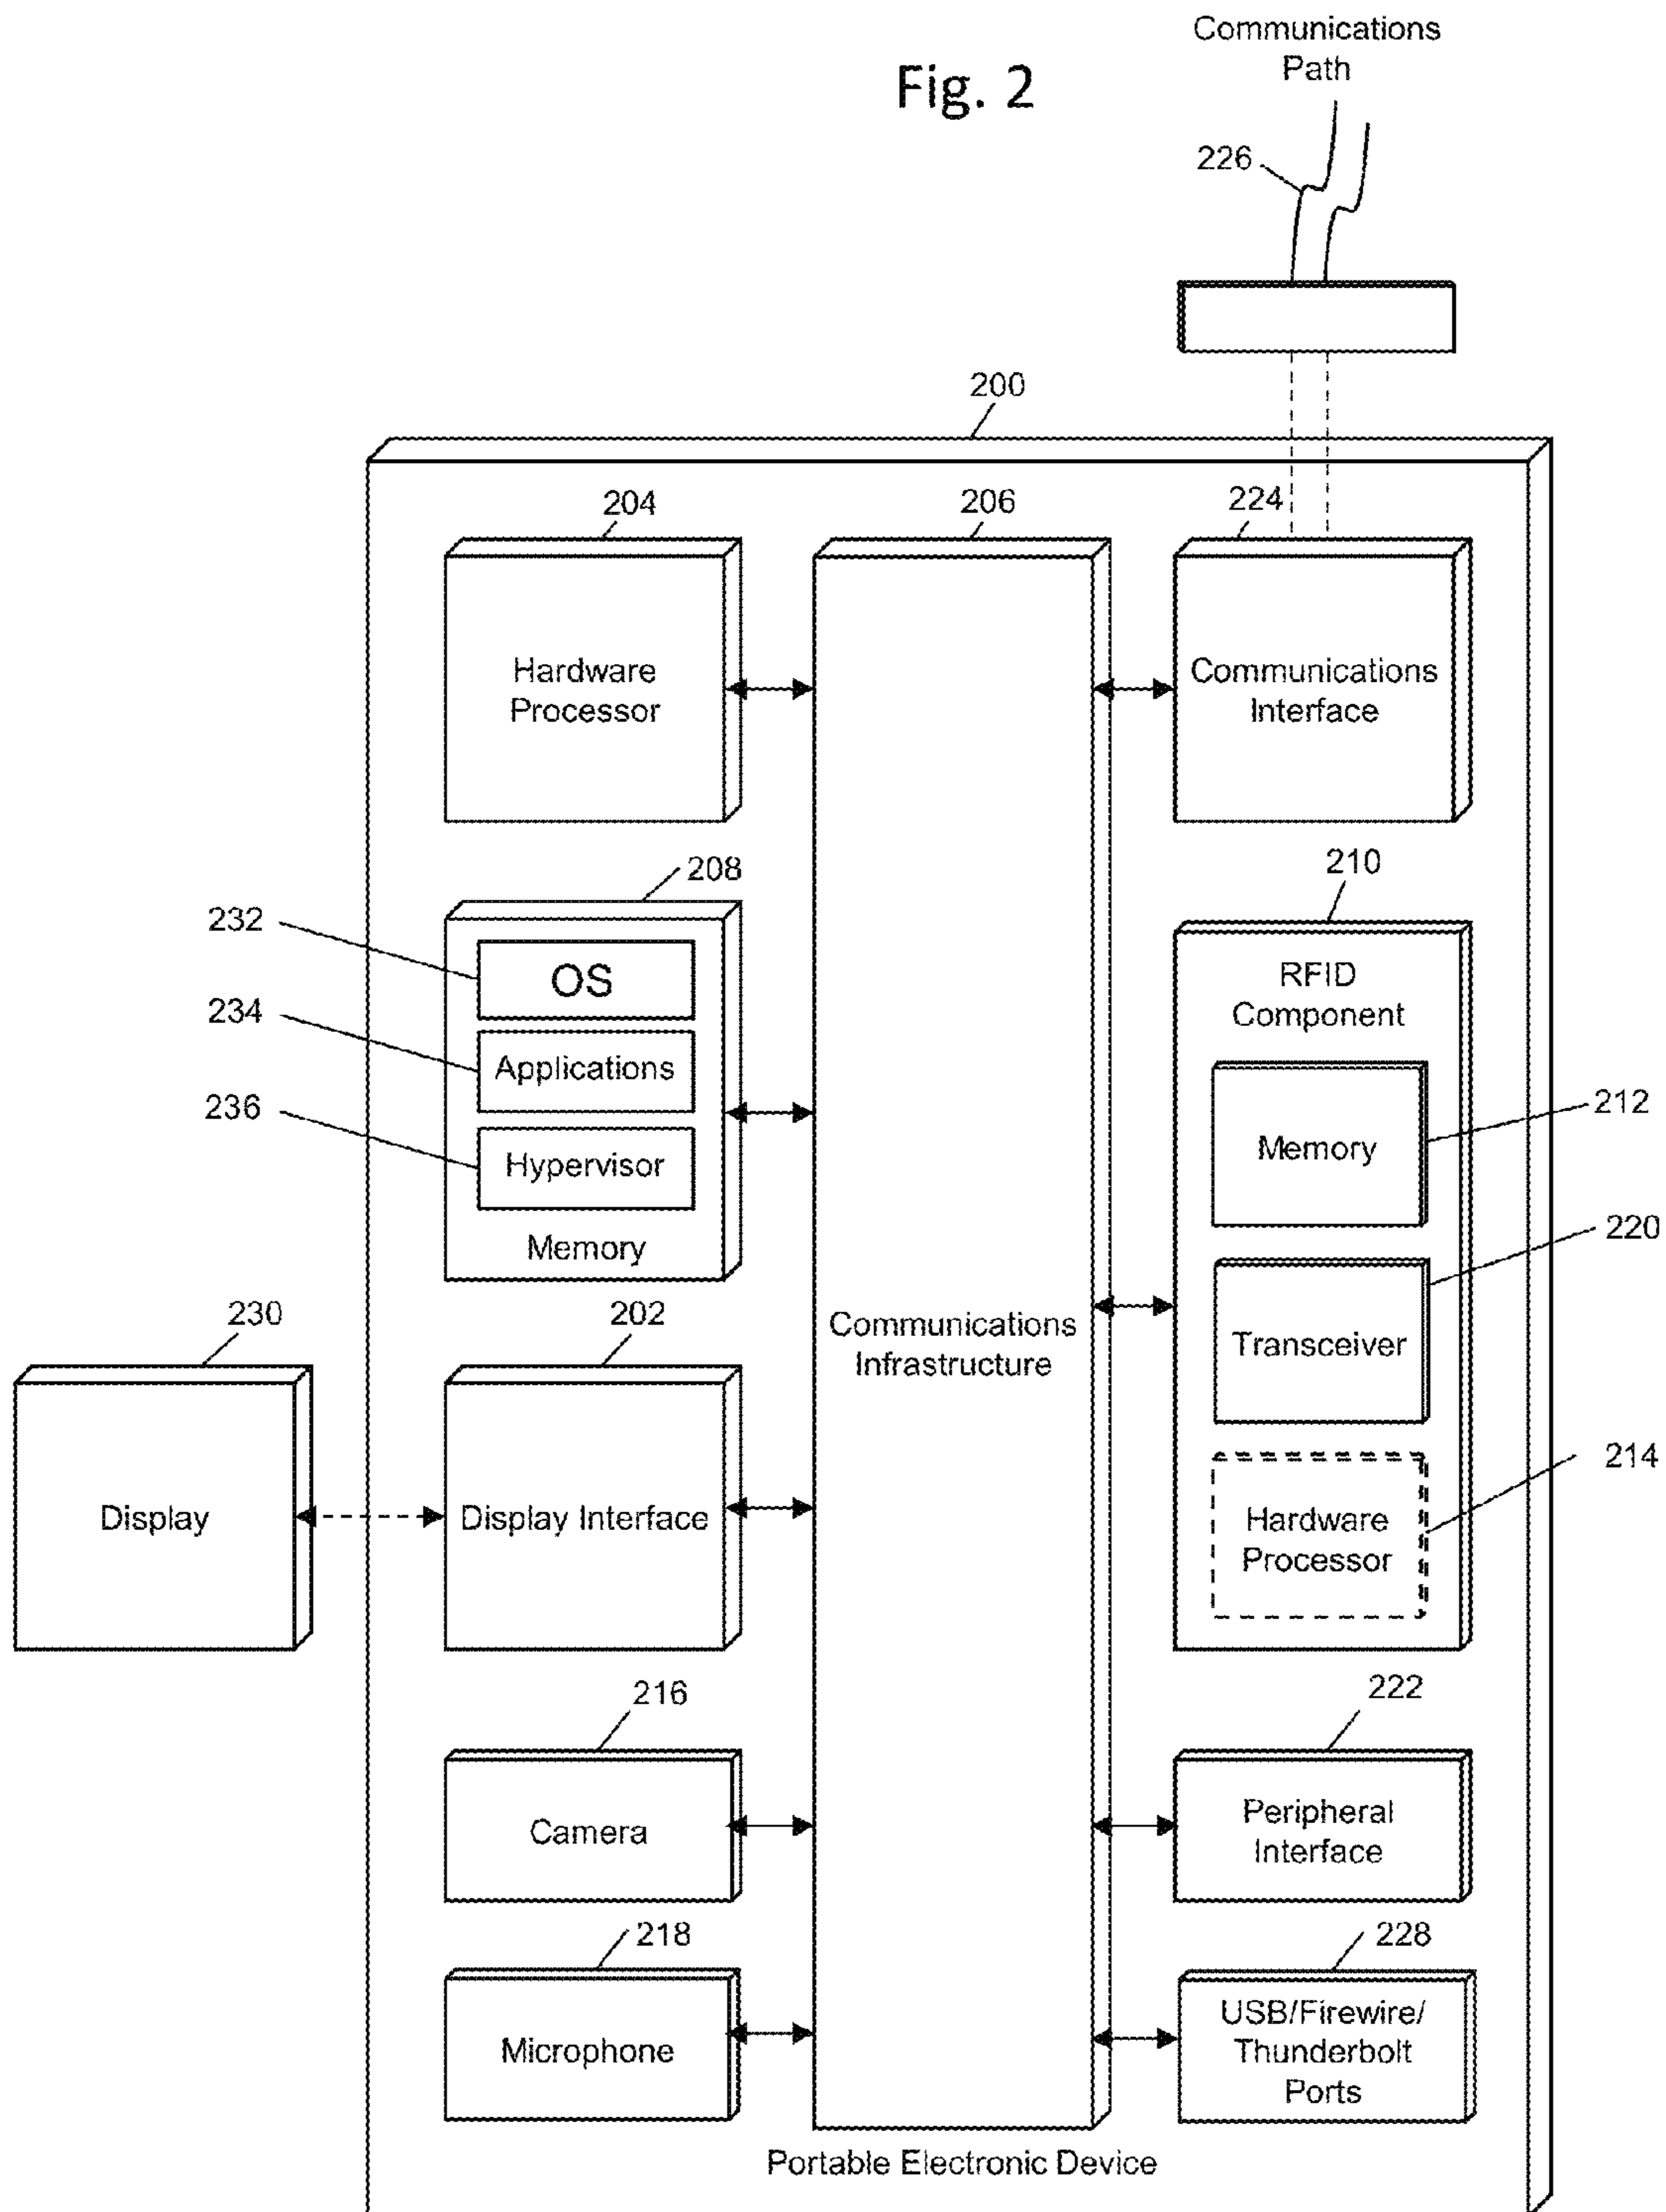 Communications
Path
Fig. 2
226
200
204
206
224
Hardware
Processor
Communications
Interface
208
210
232
OS
RFID
Component
234
Applications
236
Hypervisor
Memory
212
Memory
220
Transceiver
230
202
Communications
Infrastructure
214
Display
Display Interface
Hardware
Processor
216
222
Camera
Peripheral
Interface
218
228
Microphone
USB/Firewire/
Thunderbolt
Ports
Portable Electronic Device